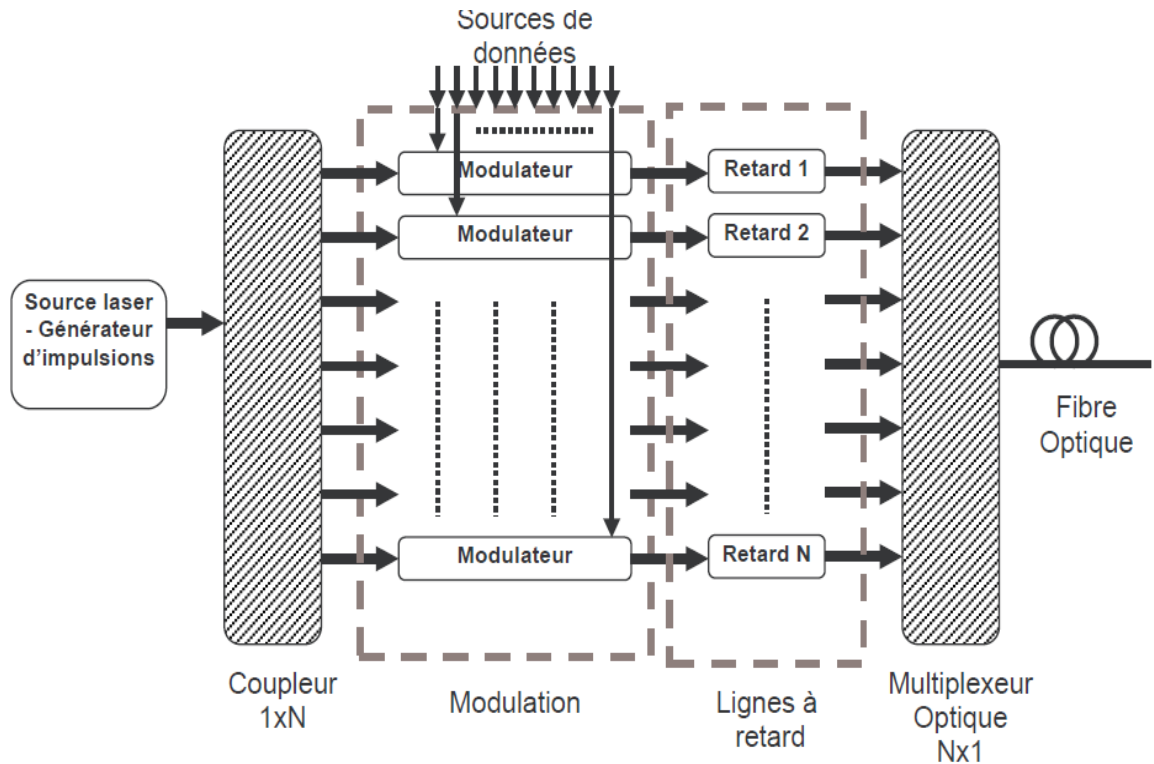 Sources de
données
Modulateur
Retard 1
Modulateur
Retard 2
Source laser
- Générateur
d'impulsions
Fibre
Optique
Modulateur
Retard N
Coupleur
1xN
Modulation
Lignes à
retard
Multiplexeur
Optique
Nx1